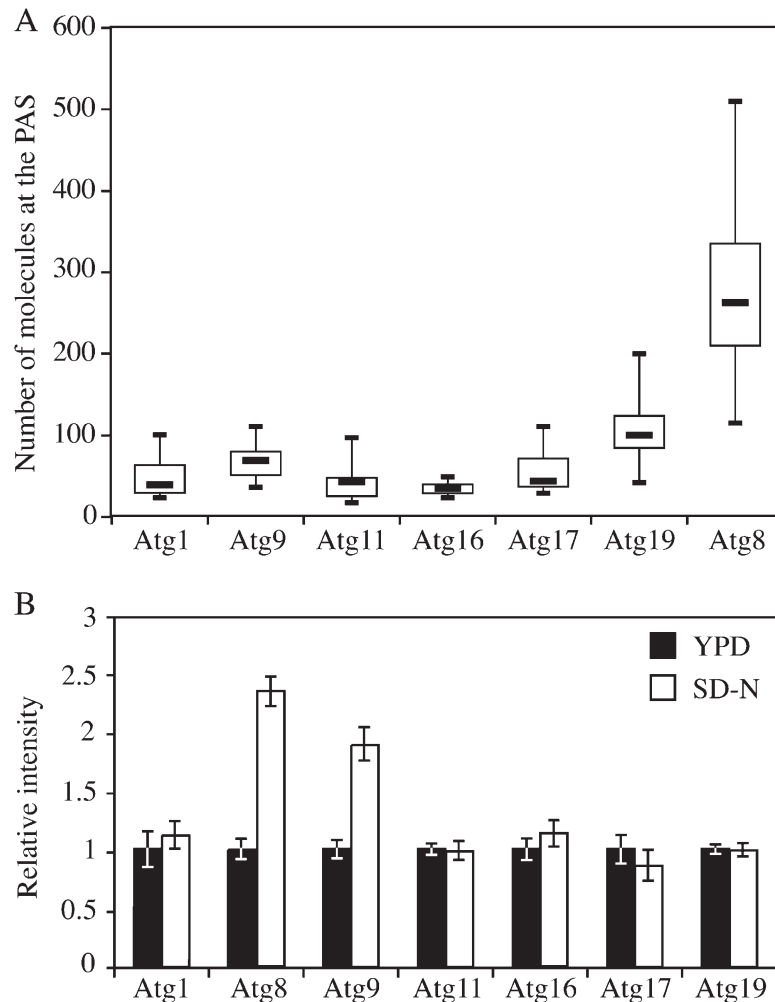 A
Number of molecules at the PAS
600
500
400
300
200
100
0
Atg1 Atg9 Atg11 Atg16 Atg17 Atg19 Atg8
B
Relative intensity
3
2.5
2
1.5
1
0.5
0
YPD
SD-N
Atg1 Atg8 Atg9 Atg11 Atg16 Atg17 Atg19